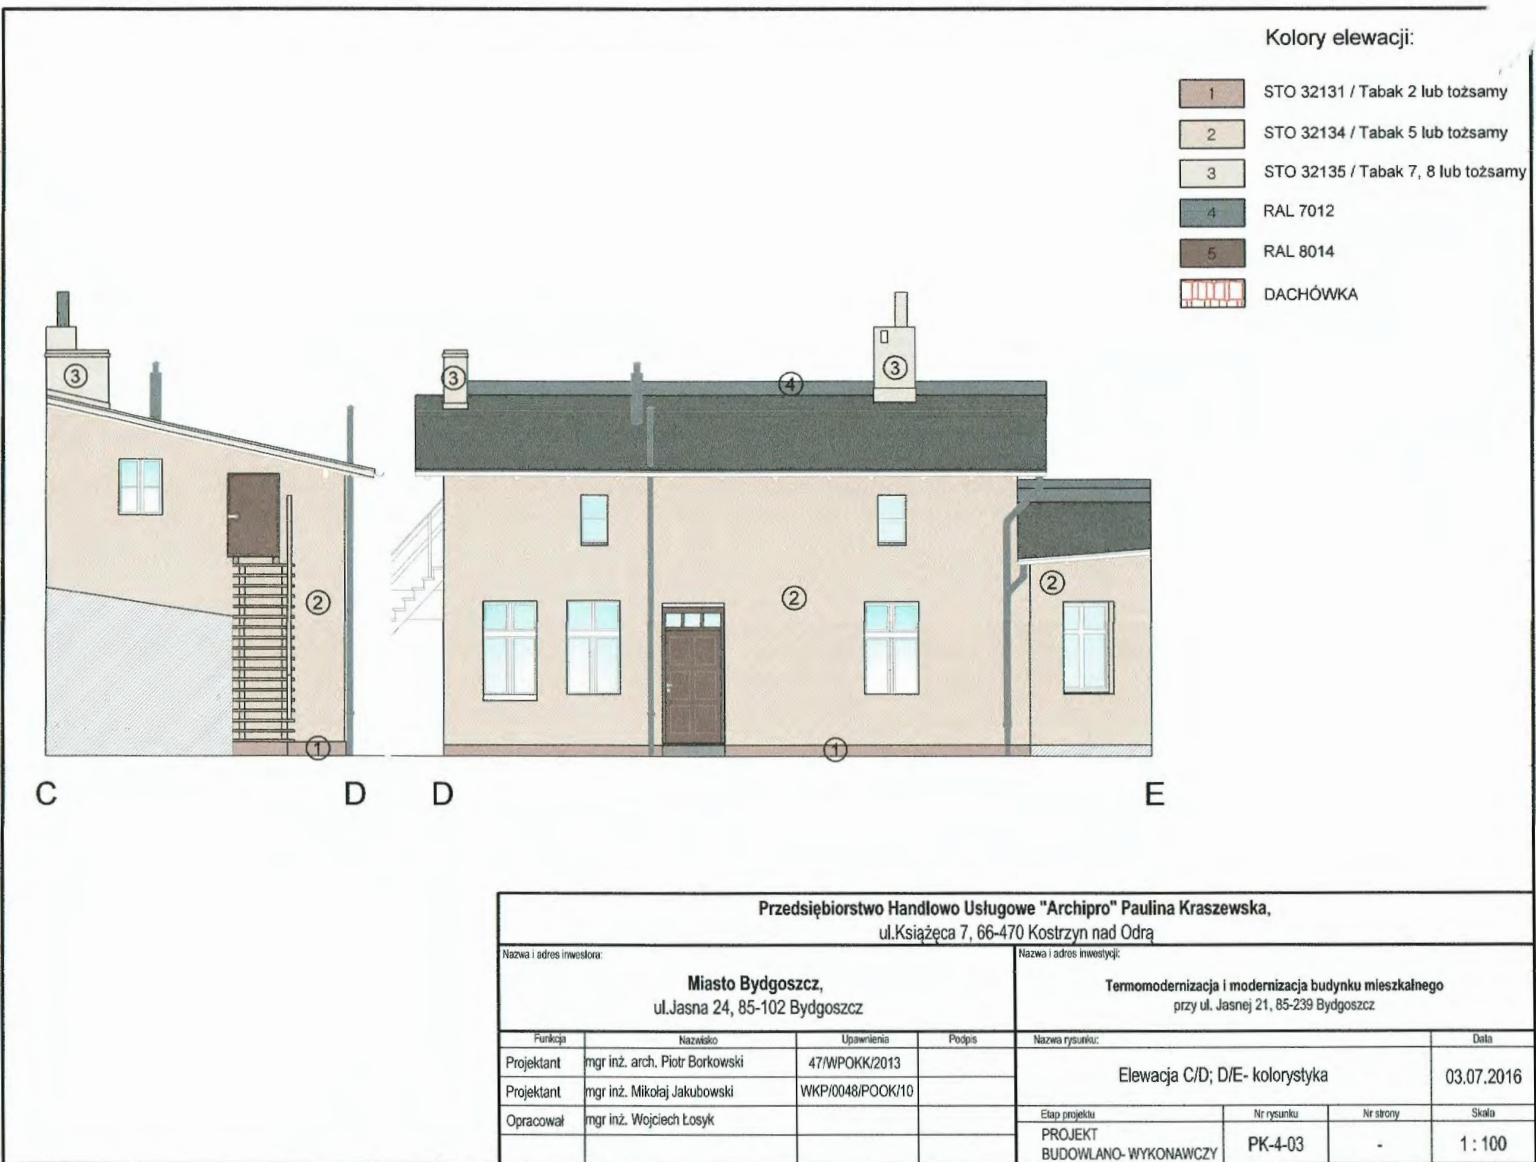 Kolory elewacji:
1 STO 32131 / Tabak 2 lub tożsamy
2 STO 32134 / Tabak 5 lub tożsamy
3 STO 32135 / Tabak 7, 8 lub tożsamy
4 RAL 7012
5 RAL 8014
DACHÓWKA
3
3
4
3
2
2
2
1
1
C
D
D
E
Przedsiębiorstwo Handlowo Usługowe "Archipro" Paulina Kraszewska,
ul.Książęca 7, 66-470 Kostrzyn nad Odrą
Nazwa i adres inwestora:
Miasto Bydgoszcz,
ul.Jasna 24, 85-102 Bydgoszcz
Nazwa i adres inwestycji:
Termomodernizacja i modernizacja budynku mieszkalnego
przy ul. Jasnej 21, 85-239 Bydgoszcz
Funkcja Nazwisko Upawnienia Podpis
Projektant mgr inż. arch. Piotr Borkowski 47/WPOKK/2013
Projektant mgr inż. Mikołaj Jakubowski WKP/0048/POOK/10
Opracował mgr inż. Wojciech Łosyk
Nazwa rysunku: Data
Elewacja C/D; D/E- kolorystyka 03.07.2016
Etap projektu Nr rysunku Nr strony Skala
PROJEKT
BUDOWLANO- WYKONAWCZY PK-4-03 - 1 : 100